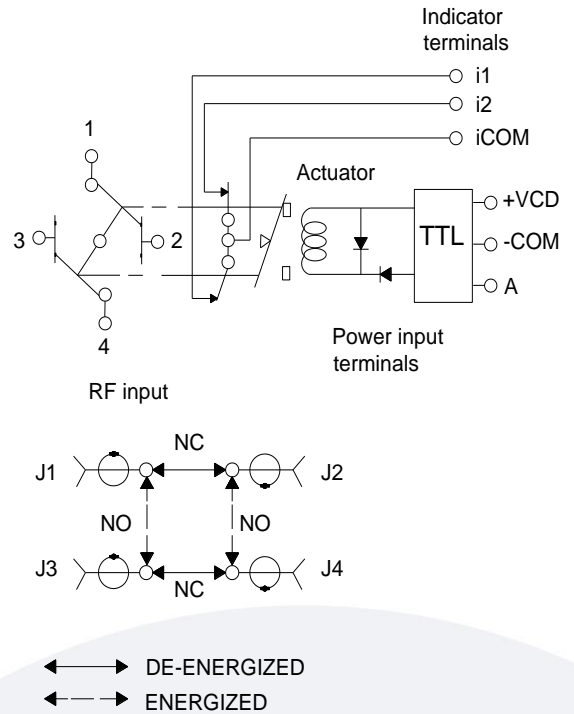 Indicator
terminals
i1
i2
iCOM
1
Actuator
3
2
TTL
+VCD
-COM
A
4
Power input
terminals
RF input
NC
J1
J2
NO
NO
J3
J4
NC
DE-ENERGIZED
ENERGIZED